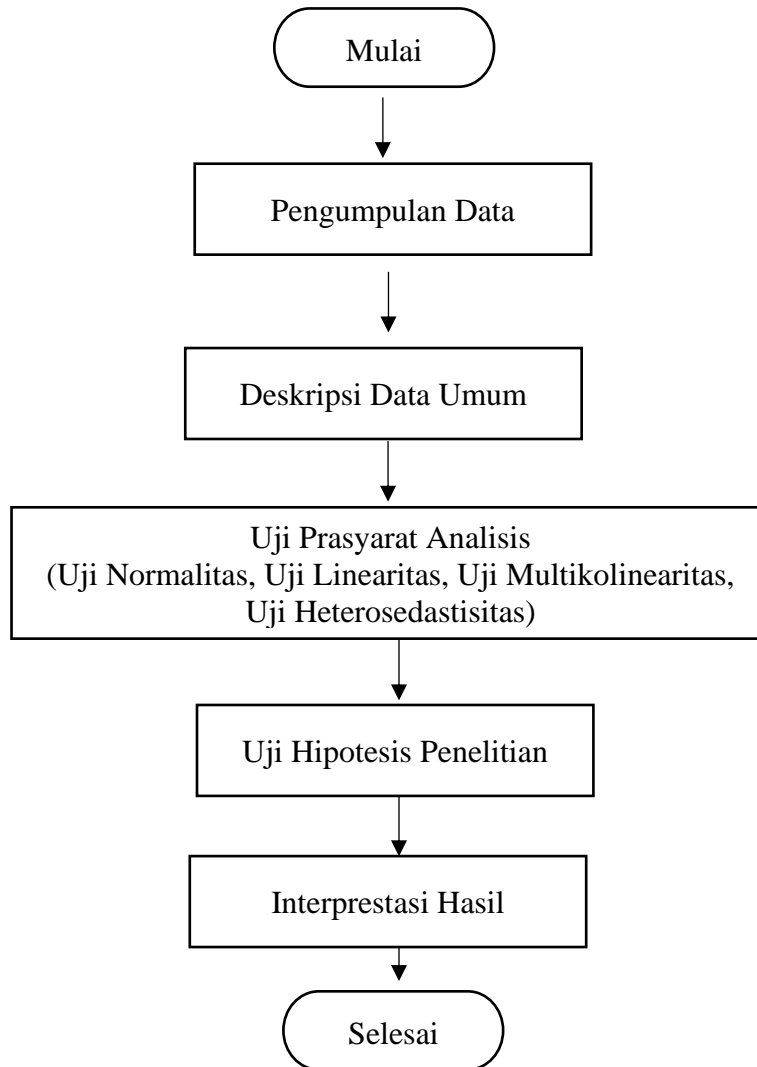 Mulai
Pengumpulan Data
Deskripsi Data Umum
Uji Prasyarat Analisis
(Uji Normalitas, Uji Linearitas, Uji Multikolinearitas,
Uji Heterosedastisitas)
Uji Hipotesis Penelitian
Interprestasi Hasil
Selesai